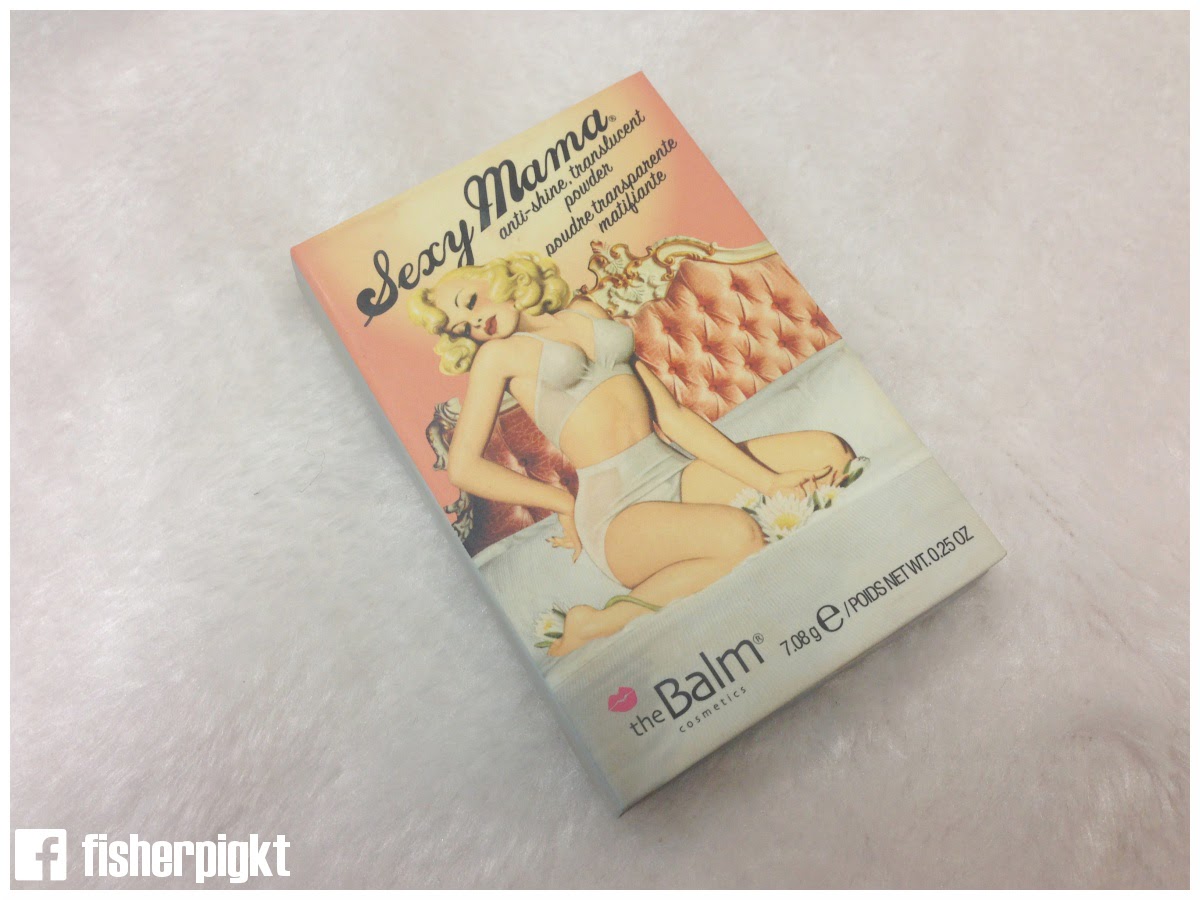 Sexy Mama®
anti-shine, translucent
powder
poudre transparente
matifiante
theBalm®
cosmetics
7.08 g e / POIDS NET WT. 0.25 OZ
f fisherpigkt